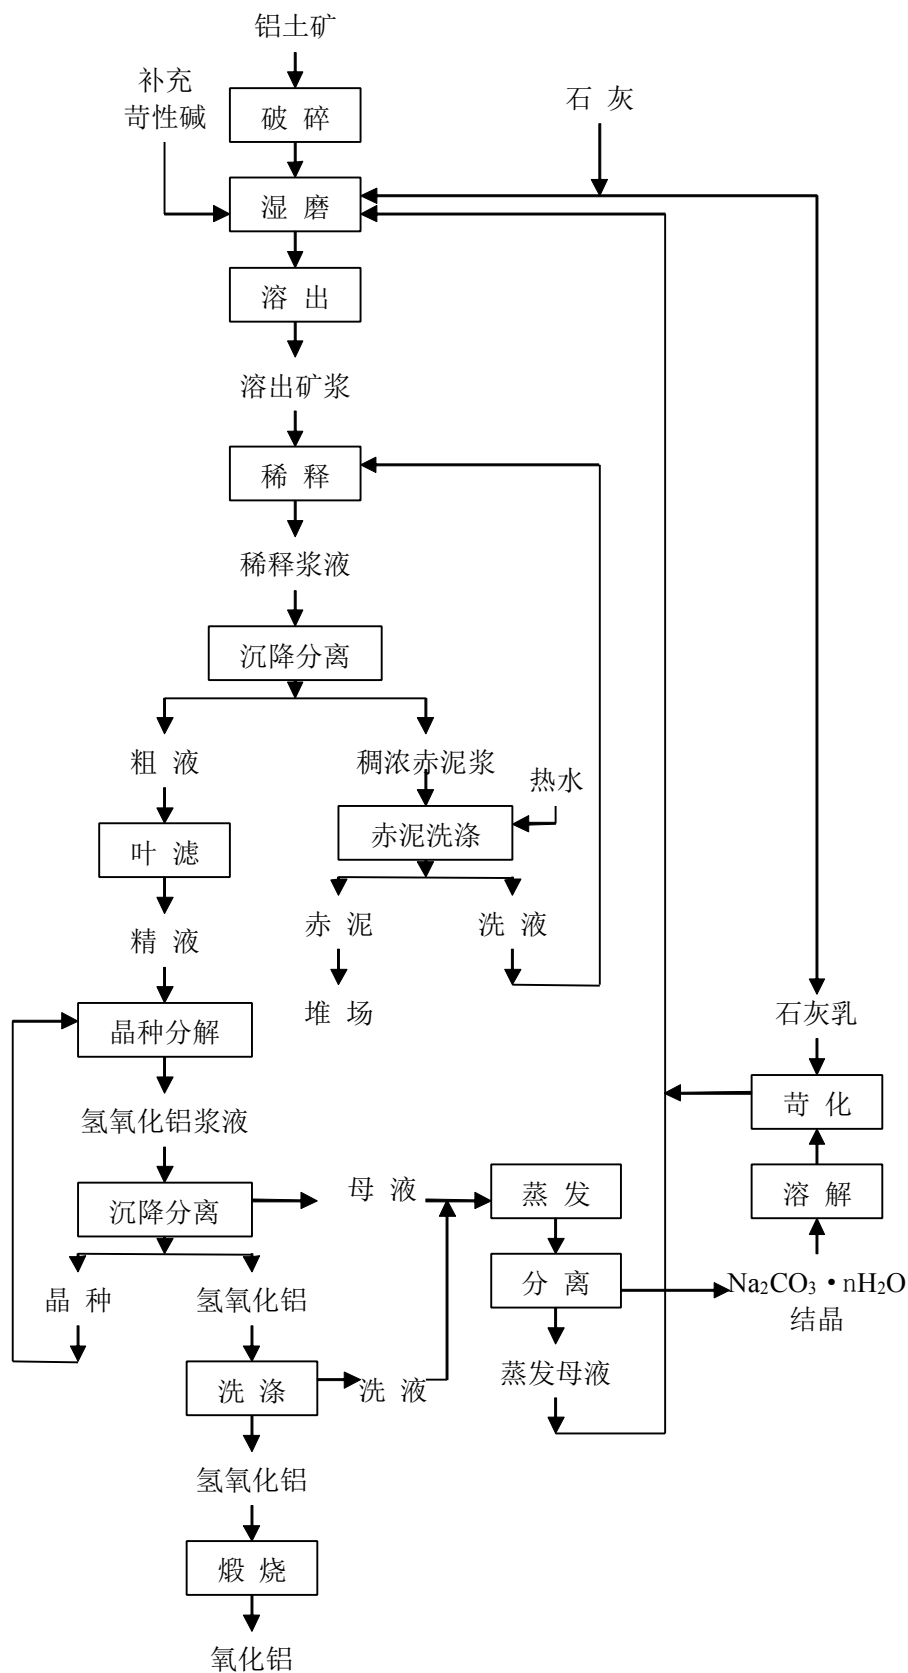 铝土矿
补充
苛性碱
石 灰
破 碎
湿 磨
溶 出
溶出矿浆
稀 释
稀释浆液
沉降分离
粗 液
稠浓赤泥浆
热水
叶 滤
赤泥洗涤
精 液
赤 泥
洗 液
晶种分解
堆 场
石灰乳
氢氧化铝浆液
苛 化
沉降分离
母 液
蒸 发
溶 解
晶 种
氢氧化铝
分 离
Na₂CO₃·nH₂O
结晶
洗 涤
洗 液
蒸发母液
氢氧化铝
煅 烧
氧化铝